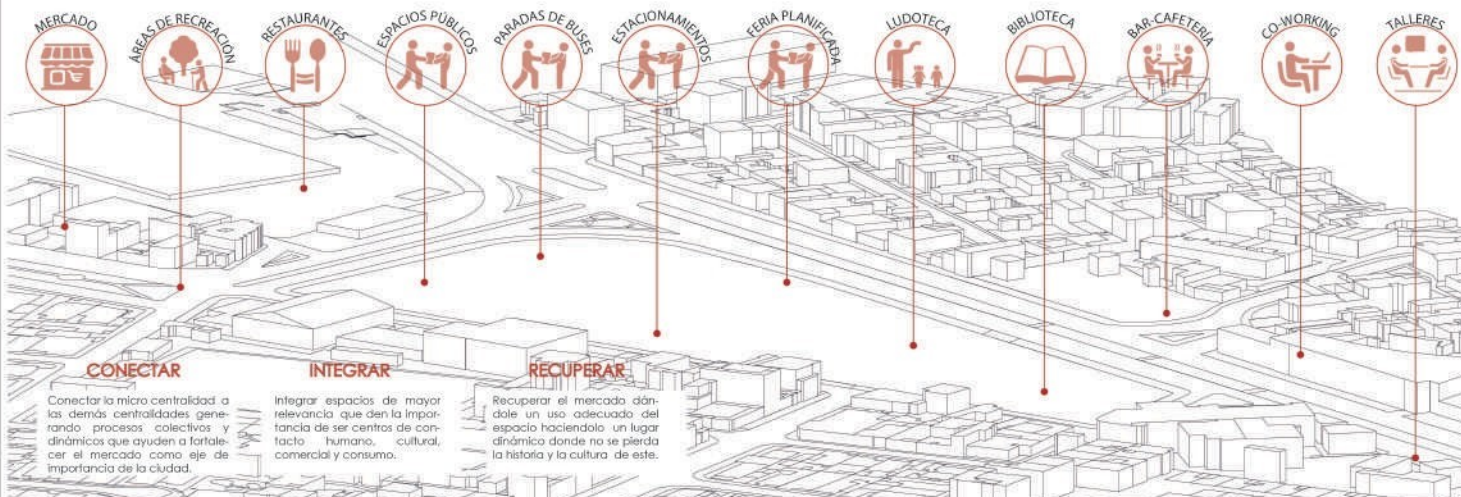 MERCADO
ÁREAS DE RECREACIÓN
RESTAURANTES
ESPACIOS PÚBLICOS
PARADAS DE BUSES
ESTACIONAMIENTOS
FERIA PLANIFICADA
LUDOTECA
BIBLIOTECA
BAR-CAFETERÍA
CO-WORKING
TALLERES
CONECTAR
Conectar la micro centralidad a
las demás centralidades gene-
rando procesos colectivos y
dinámicos que ayuden a fortale-
cer el mercado como eje de
importancia de la ciudad.
INTEGRAR
Integrar espacios de mayor
relevancia que den la impor-
tancia de ser centros de con-
tacto humano, cultural,
comercial y consumo.
RECUPERAR
Recuperar el mercado dán-
dole un uso adecuado del
espacio haciendolo un lugar
dinámico donde no se pierda
la historia y la cultura de este.